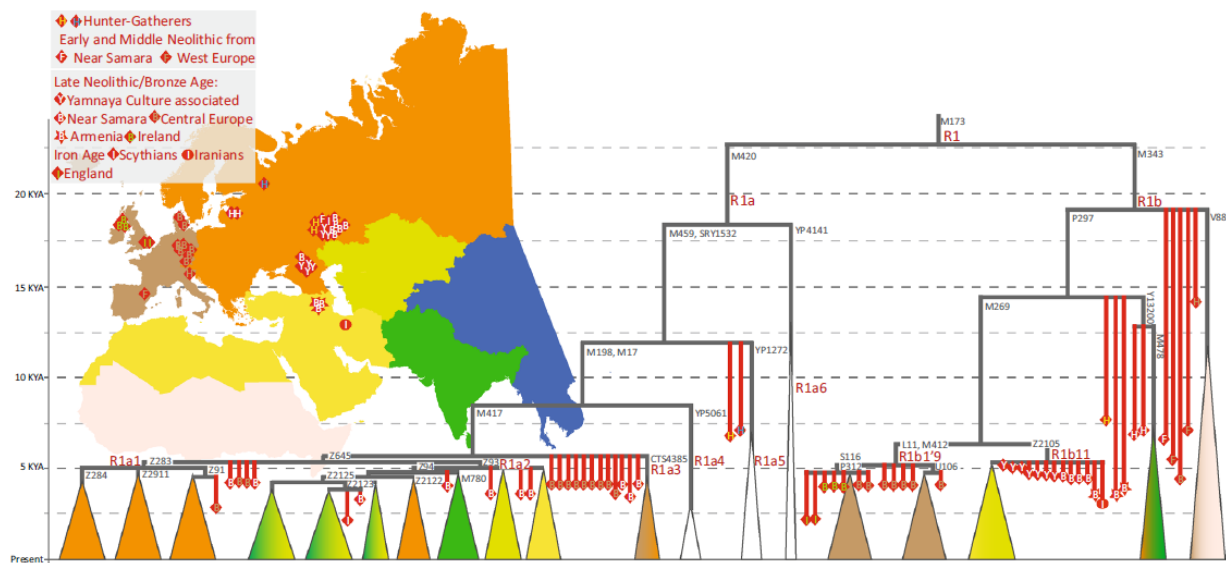 H H Hunter-Gatherers
Early and Middle Neolithic from
F Near Samara F West Europe
Late Neolithic/Bronze Age:
Y Yamnaya Culture associated
B Near Samara B Central Europe
B Armenia B Ireland
Iron Age I Scythians I Iranians
I England
20 KYA
15 KYA
10 KYA
5 KYA
Present
M173
R1
M420
M343
R1a
R1b
P297
V88
M459, SRY1532
YP4141
M269
Y13200
M478
M198, M17
YP1272
R1a6
M417
YP5061
L11, M412
Z2105
R1a1
Z283
Z645
Z93
R1a2
CTS4385
R1a3
R1a4
R1a5
S116
R1b1'9
R1b11
Z284
Z2911
Z91
Z2125
Z94
Z2123
Z2122
M780
P312
U106